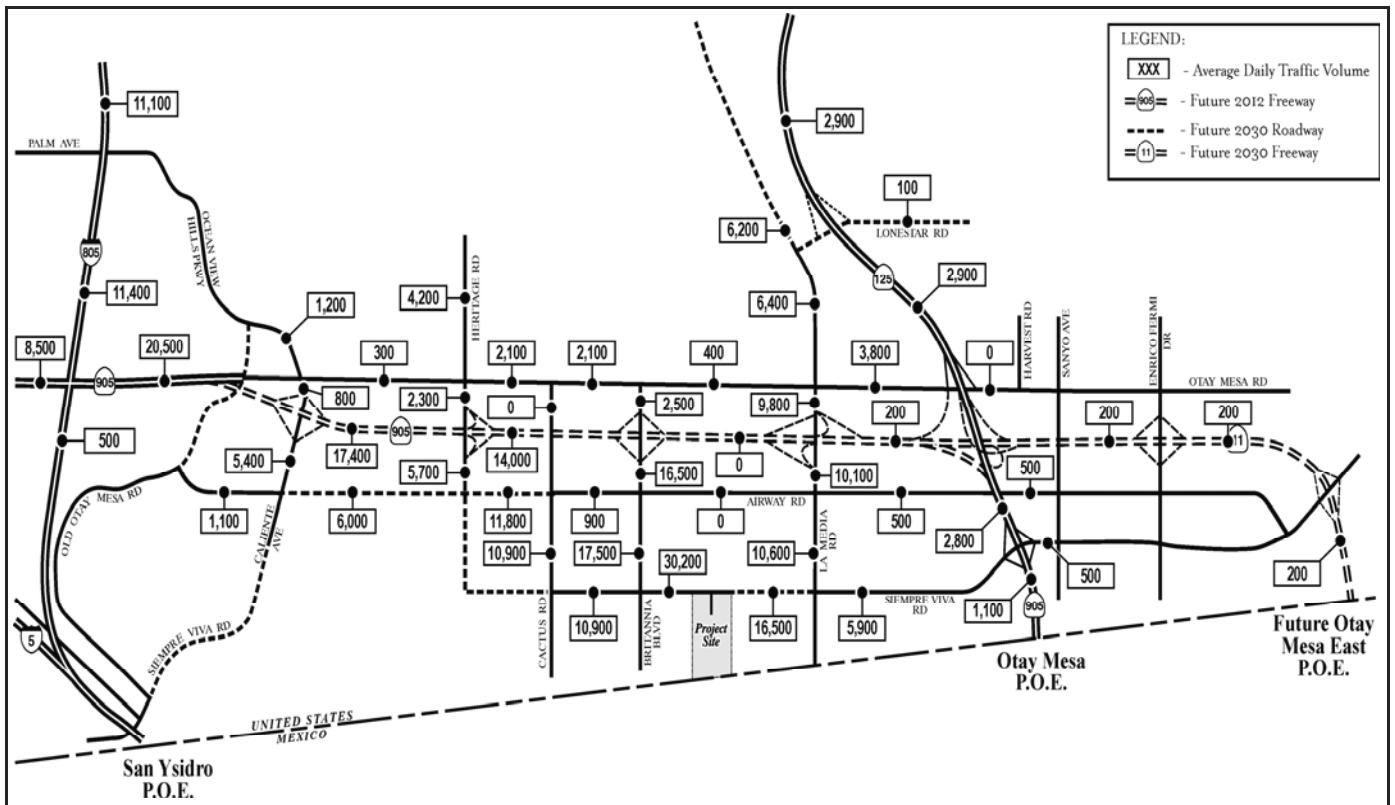 LEGEND:
XXX - Average Daily Traffic Volume
905 - Future 2012 Freeway
- Future 2030 Roadway
11 - Future 2030 Freeway
11,100
2,900
PALM AVE
100
OCEAN VIEW
HILLS PKWY
6,200
LONESTAR RD
805
HERITAGE RD
125
11,400
4,200
2,900
1,200
6,400
HARVEST RD
SANYO AVE
ENRICO FERMI
DR
8,500
20,500
300
2,100
2,100
400
3,800
0
905
OTAY MESA RD
800
2,300
0
2,500
9,800
200
200
200
500
905
11
17,400
14,000
0
5,400
5,700
16,500
10,100
500
OLD OTAY MESA RD
AIRWAY RD
1,100
6,000
11,800
900
0
500
CALIENTE
AVE
LA MEDIA
RD
2,800
10,900
17,500
30,200
10,600
500
200
SIEMPRE VIVA
RD
1,100
905
CACTUS RD
BRITANNIA
BLVD
10,900
Project
Site
16,500
5,900
5
SIEMPRE VIVA RD
Future Otay
Mesa East
P.O.E.
Otay Mesa
P.O.E.
UNITED STATES
MEXICO
San Ysidro
P.O.E.